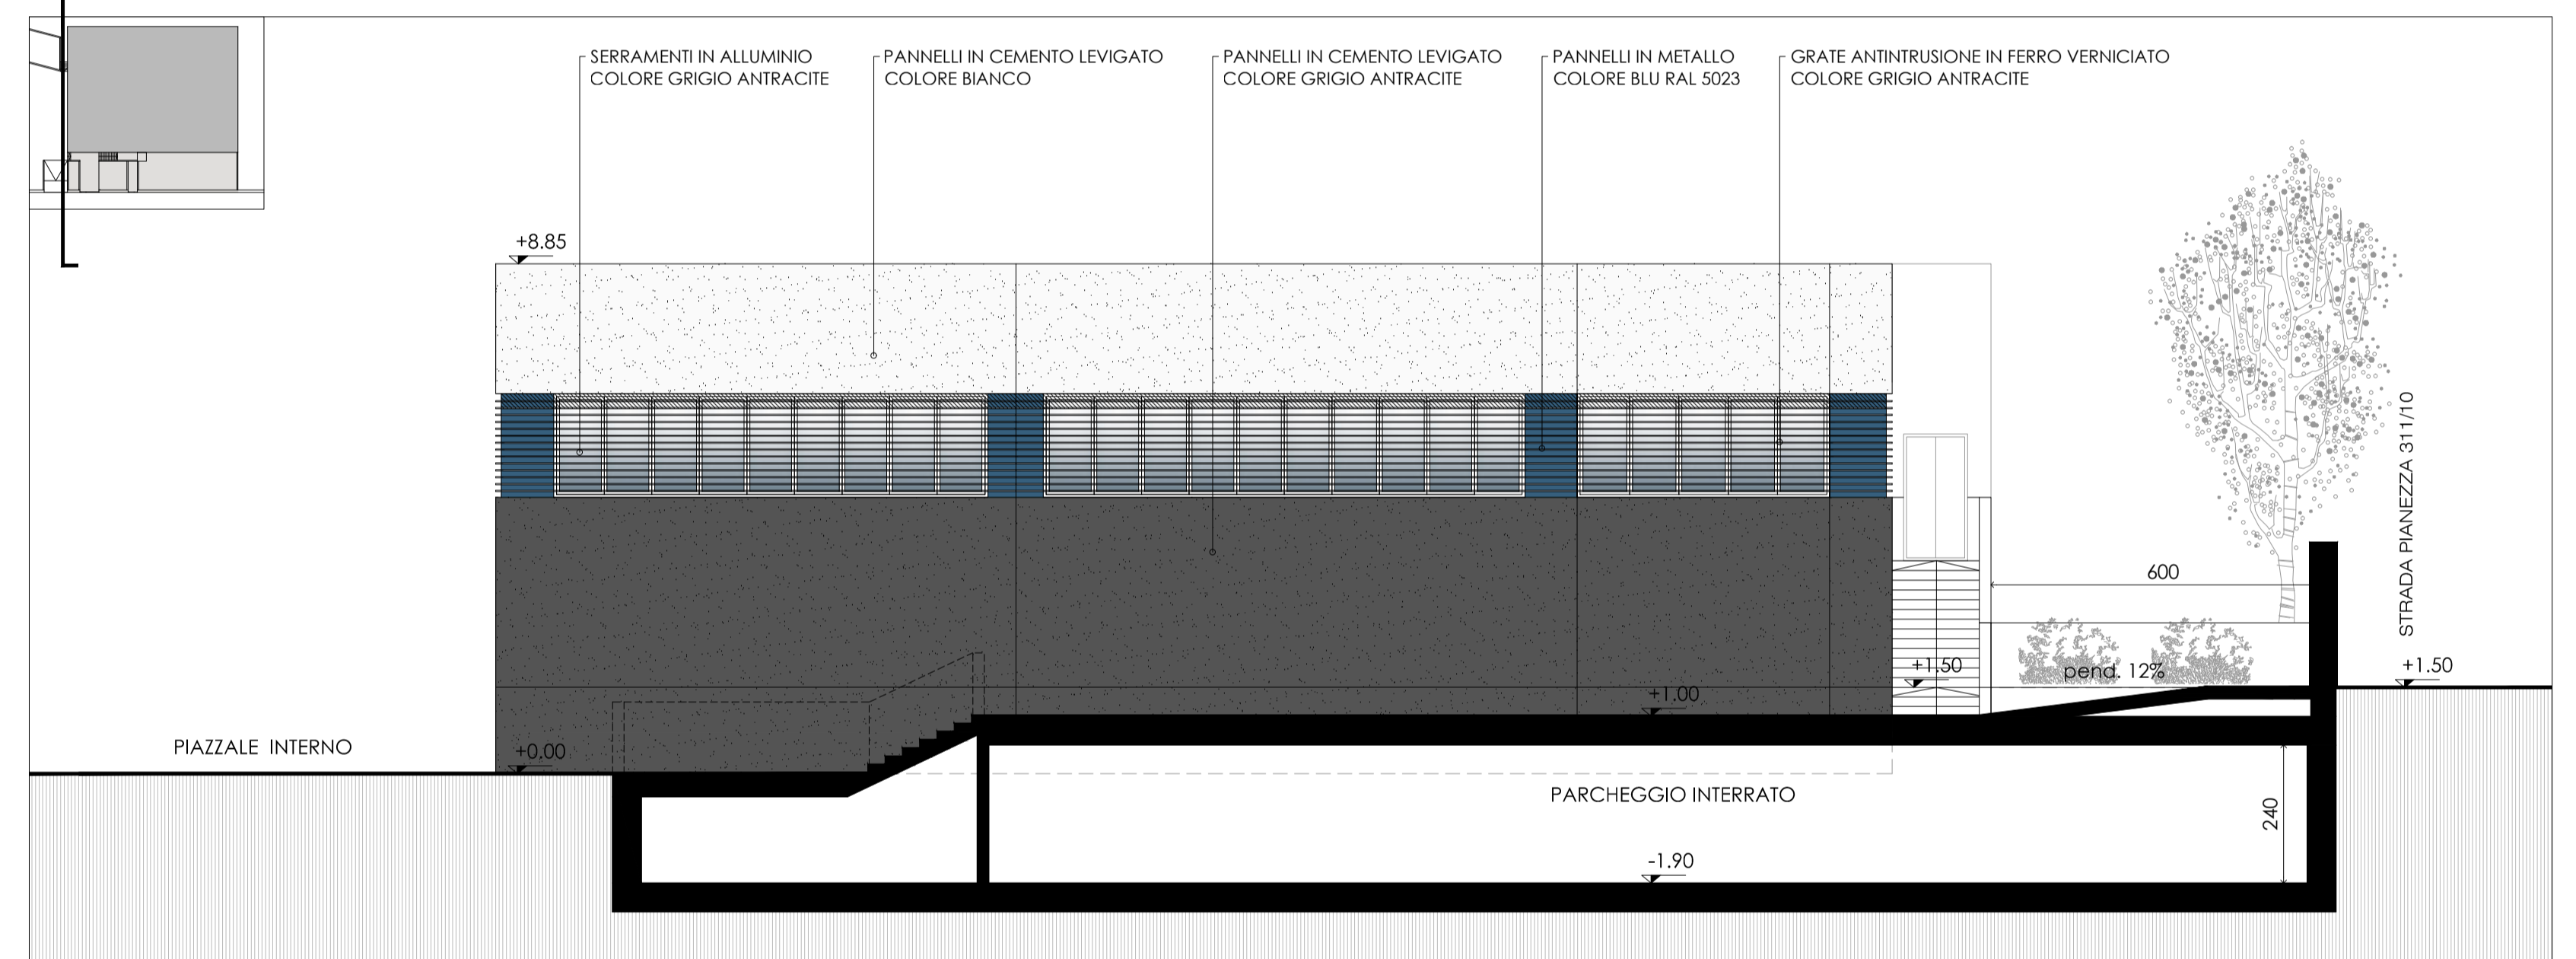 SERRAMENTI IN ALLUMINIO
COLORE GRIGIO ANTRACITE
PANNELLI IN CEMENTO LEVIGATO
COLORE BIANCO
PANNELLI IN CEMENTO LEVIGATO
COLORE GRIGIO ANTRACITE
PANNELLI IN METALLO
COLORE BLU RAL 5023
GRATE ANTINTRUSIONE IN FERRO VERNICIATO
COLORE GRIGIO ANTRACITE
+8.85
STRADA PIANEZZA 311/10
600
+1.50
pend. 12%
+1.50
+1.00
PIAZZALE INTERNO
+0.00
PARCHEGGIO INTERRATO
240
-1.90